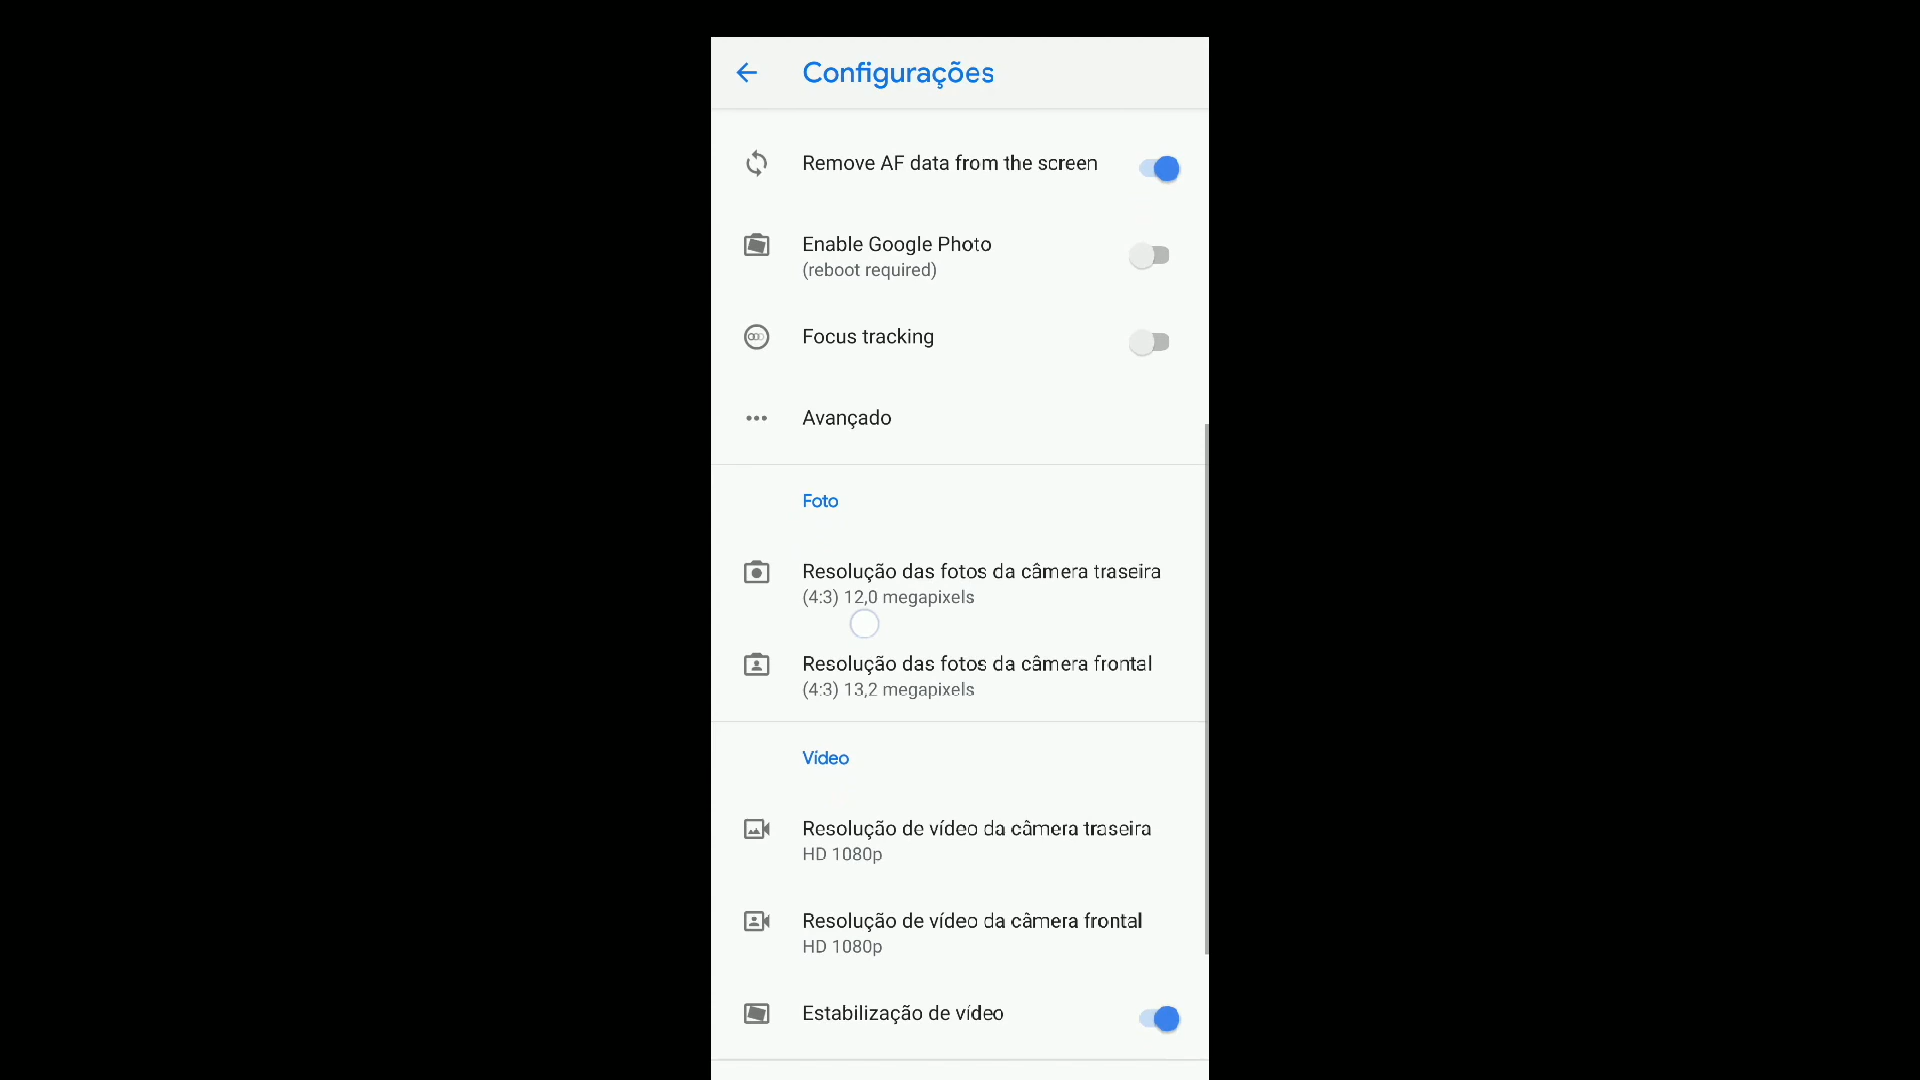 Configurações
Remove AF data from the screen
Enable Google Photo
(reboot required)
Focus tracking
Avançado
Foto
Resolução das fotos da câmera traseira
(4:3) 12,0 megapixels
Resolução das fotos da câmera frontal
(4:3) 13,2 megapixels
Vídeo
Resolução de vídeo da câmera traseira
HD 1080p
Resolução de vídeo da câmera frontal
HD 1080p
Estabilização de vídeo